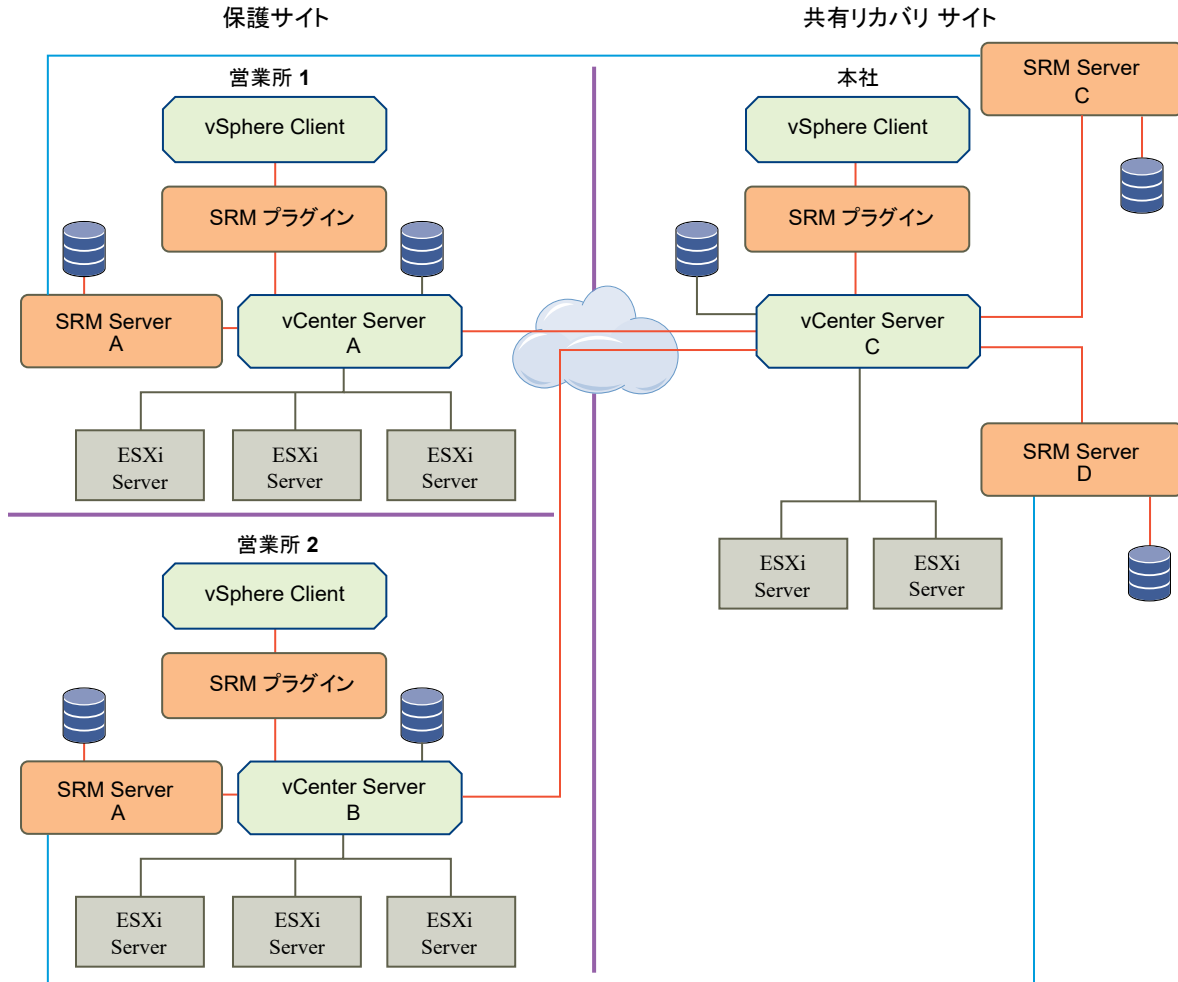 保護サイト
共有リカバリ サイト
営業所 1
vSphere Client
SRM プラグイン
SRM Server
A
vCenter Server
A
ESXi
Server
ESXi
Server
ESXi
Server
営業所 2
vSphere Client
SRM プラグイン
SRM Server
A
vCenter Server
B
ESXi
Server
ESXi
Server
ESXi
Server
本社
vSphere Client
SRM プラグイン
vCenter Server
C
SRM Server
C
SRM Server
D
ESXi
Server
ESXi
Server